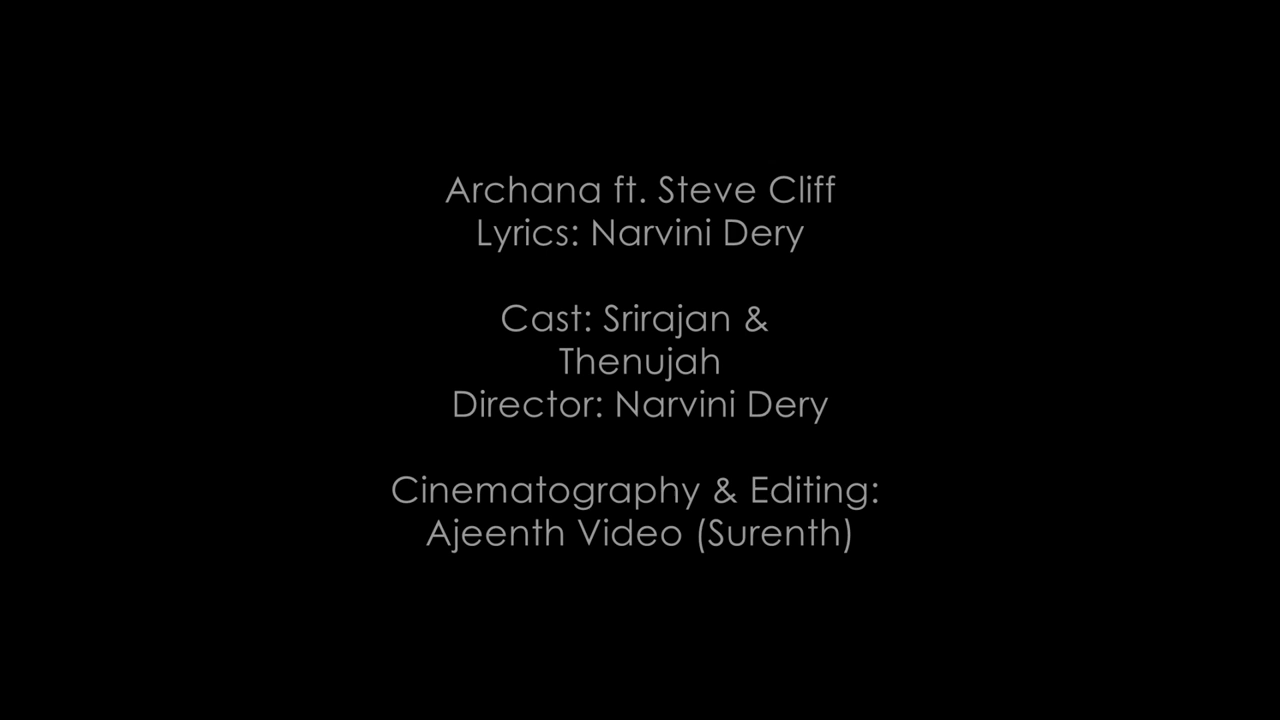 Archana ft. Steve Cliff
Lyrics: Narvini Dery
Cast: Srirajan &
Thenujah
Director: Narvini Dery
Cinematography & Editing:
Ajeenth Video (Surenth)